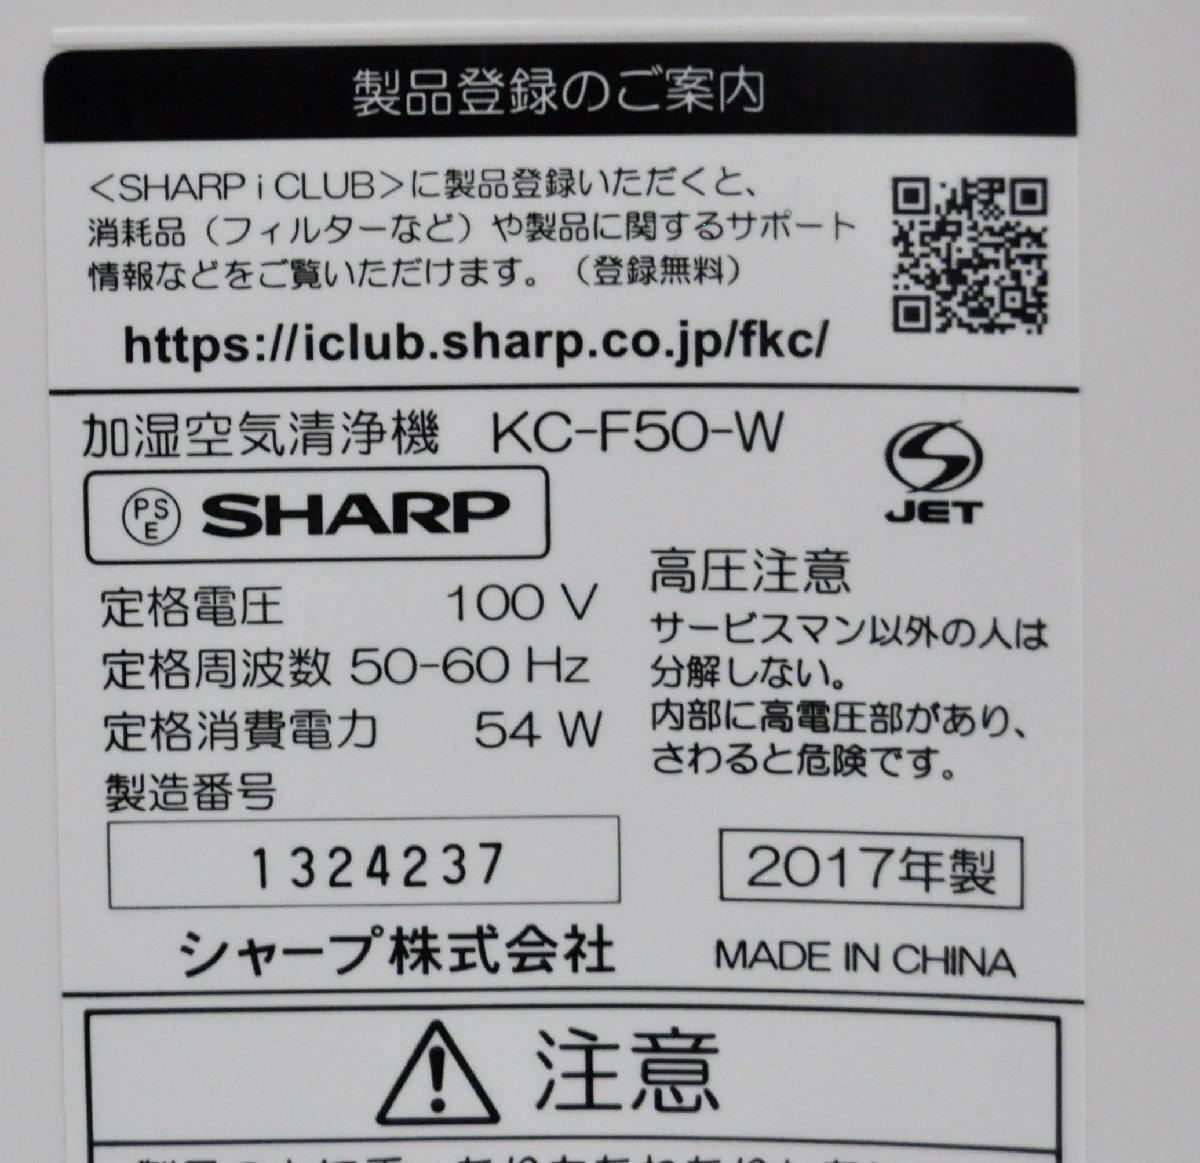 製品登録のご案内
<SHARP i CLUB>に製品登録いただくと、
消耗品（フィルターなど）や製品に関するサポート
情報などをご覧いただけます。（登録無料）
https://iclub.sharp.co.jp/fkc/
加湿空気清浄機 KC-F50-W
PSE SHARP
JET
定格電圧 100 V
定格周波数 50-60 Hz
定格消費電力 54 W
製造番号
1324237
シャープ株式会社
高圧注意
サービスマン以外の人は
分解しない。
内部に高電圧部があり、
さわると危険です。
2017年製
MADE IN CHINA
注意